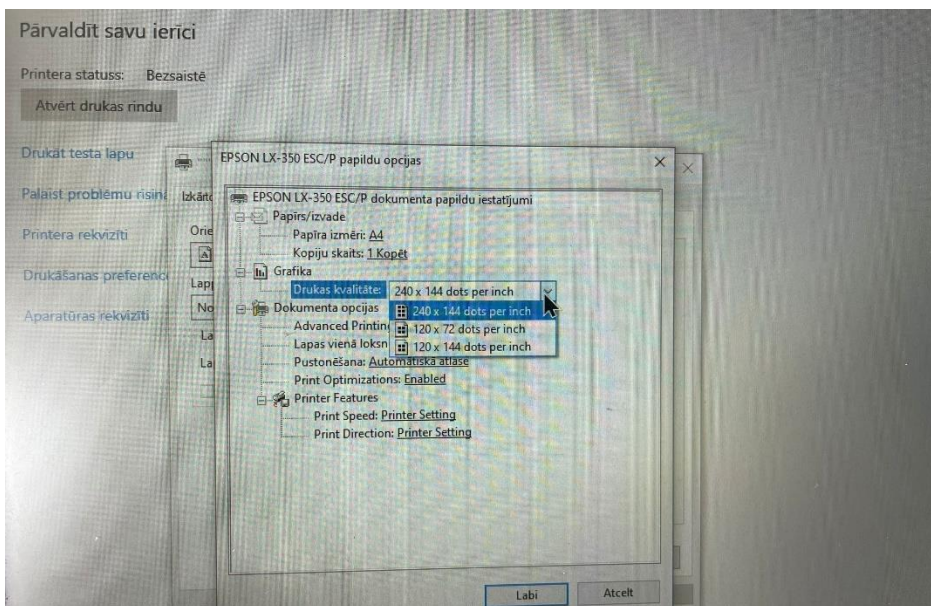 Pārvaldīt savu ierīci
Printera statuss: Bezsaistē
Atvērt drukas rindu
Drukāt testa lapu
Palaist problēmu risinā
Printera rekvizīti
Drukāšanas preferenc
Aparatūras rekvizīti
Izkārto
Orie
Lapp
No
La
La
EPSON LX-350 ESC/P papildu opcijas
EPSON LX-350 ESC/P dokumenta papildu iestatījumi
Papīrs/izvade
Papīra izmēri: A4
Kopiju skaits: 1 Kopēt
Grafika
Drukas kvalitāte: 240 x 144 dots per inch
240 x 144 dots per inch
120 x 72 dots per inch
120 x 144 dots per inch
Dokumenta opcijas
Advanced Printin
Lapas vienā loksn
Pustonēšana: Automātiskā atlase
Print Optimizations: Enabled
Printer Features
Print Speed: Printer Setting
Print Direction: Printer Setting
Labi
Atcelt